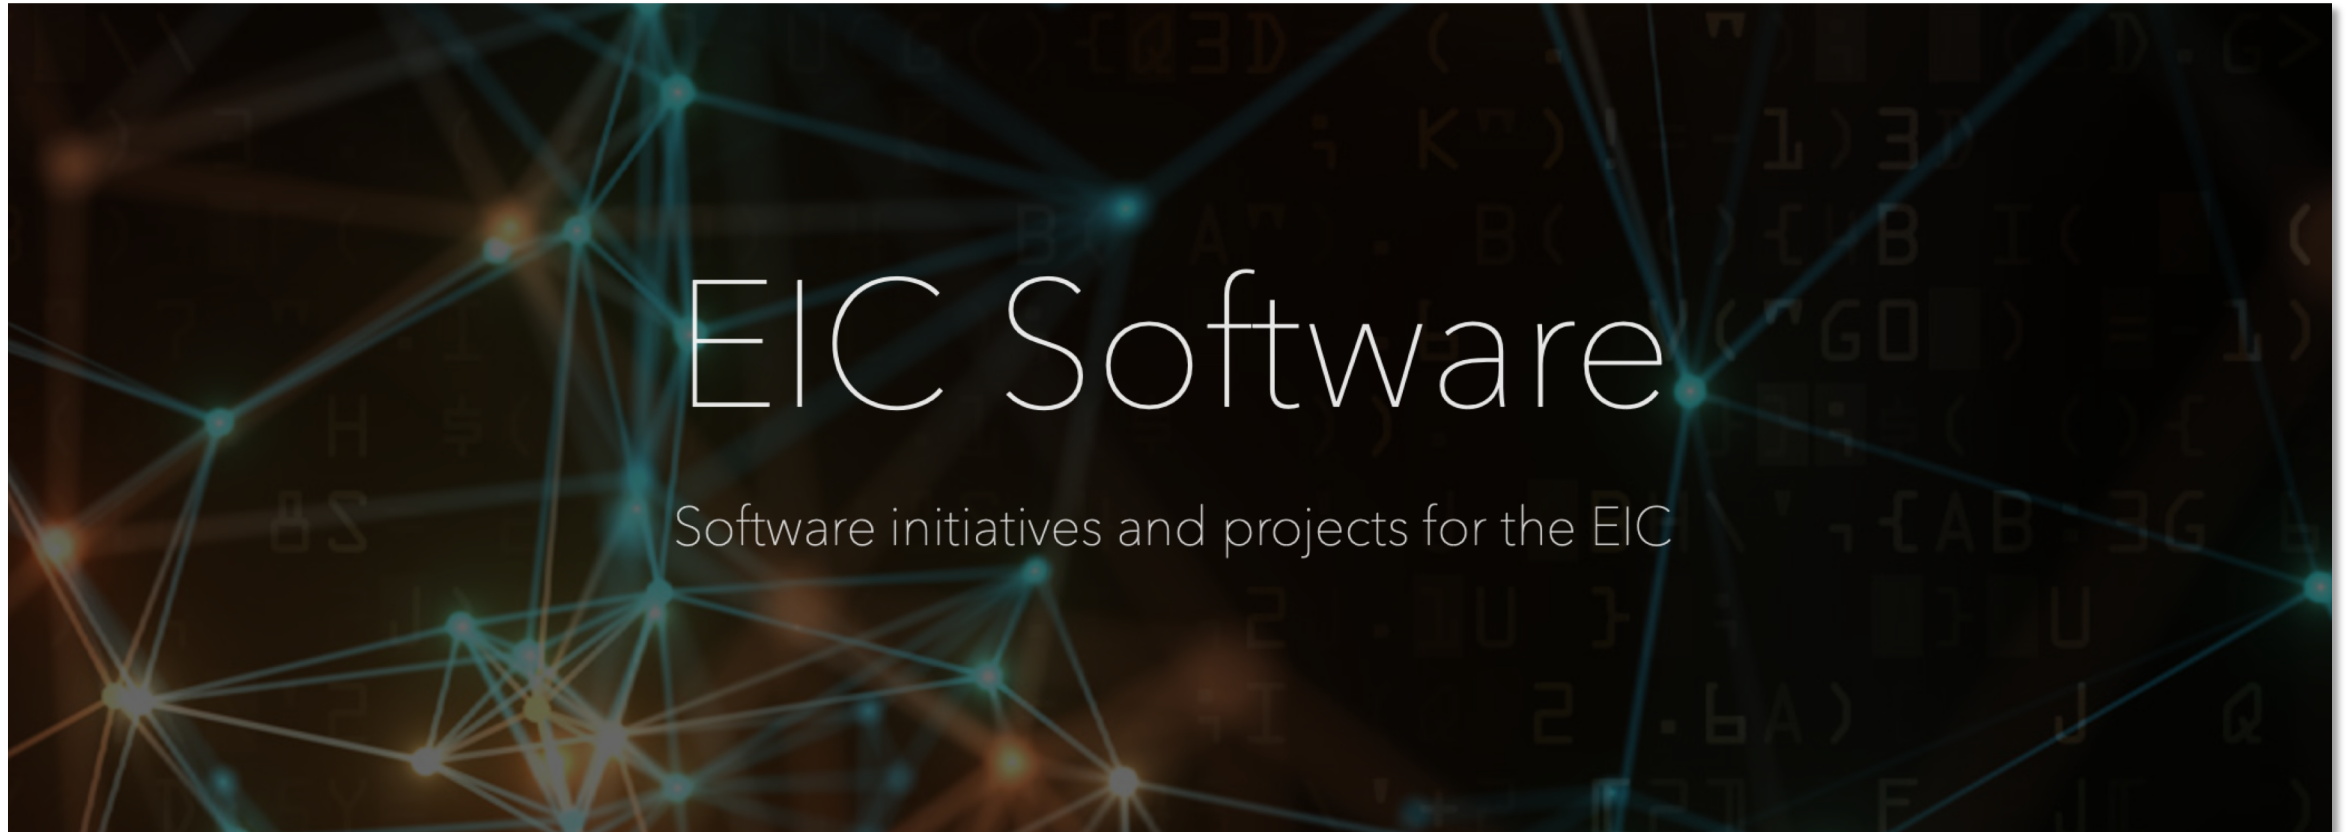 EIC Software
Software initiatives and projects for the EIC